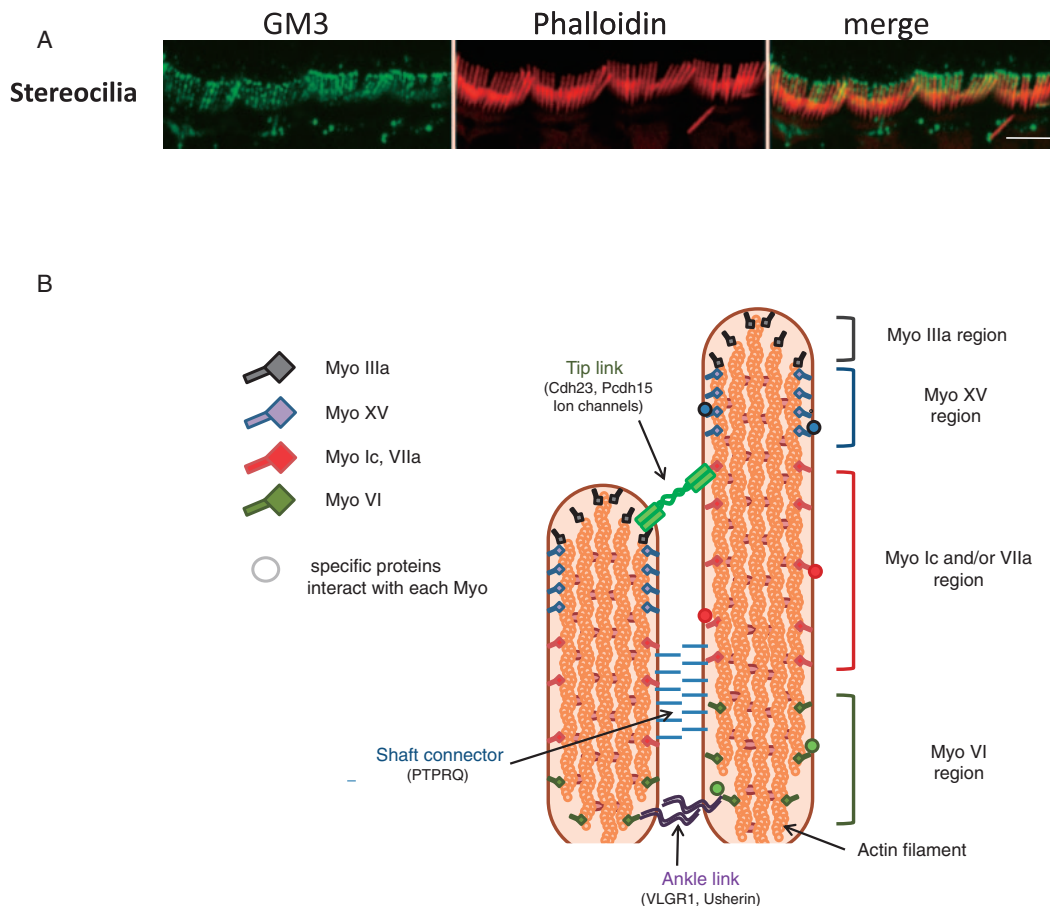 A
GM3
Phalloidin
merge
Stereocilia
B
Myo IIIa
Myo XV
Myo Ic, VIIa
Myo VI
specific proteins
interact with each Myo
Tip link
(Cdh23, Pcdh15
Ion channels)
Myo IIIa region
Myo XV
region
Myo Ic and/or VIIa
region
Shaft connector
(PTPRQ)
Myo VI
region
Actin filament
Ankle link
(VLGR1, Usherin)